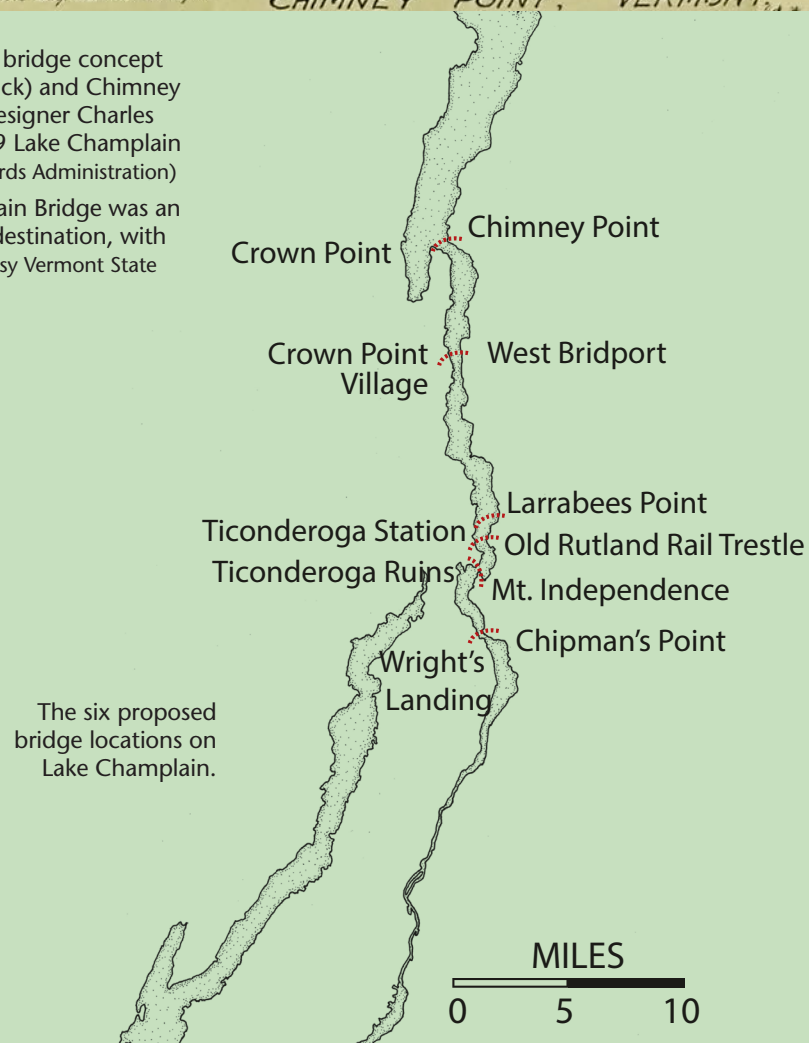 CHIMNEY POINT, VERMONT.
bridge concept
ck) and Chimney
esigner Charles
9 Lake Champlain
rds Administration)
ain Bridge was an
destination, with
sy Vermont State
Chimney Point
Crown Point
Crown Point
Village
West Bridport
Larrabees Point
Ticonderoga Station
Old Rutland Rail Trestle
Ticonderoga Ruins
Mt. Independence
Chipman's Point
Wright's
Landing
The six proposed
bridge locations on
Lake Champlain.
MILES
0 5 10